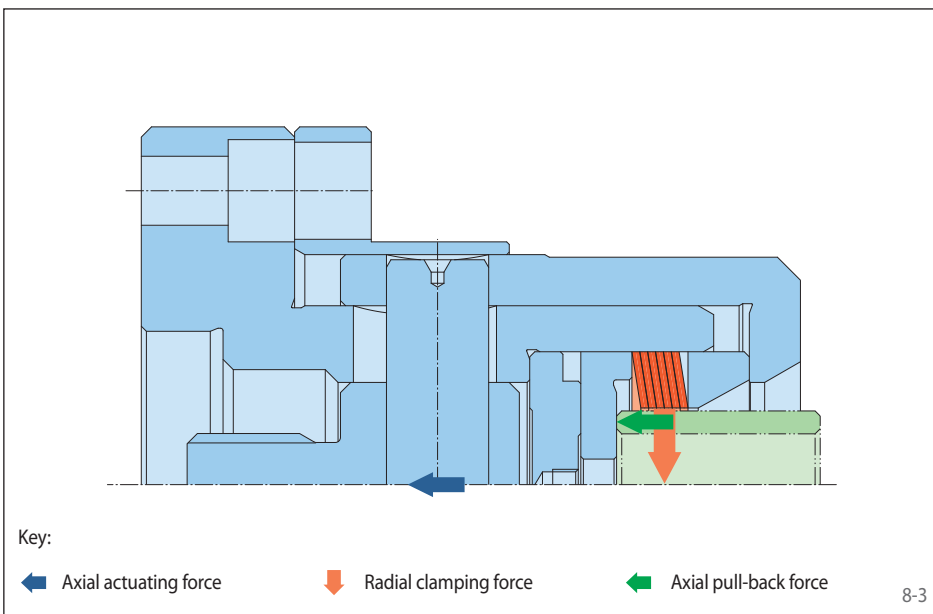 Key:
Axial actuating force
Radial clamping force
Axial pull-back force
8-3